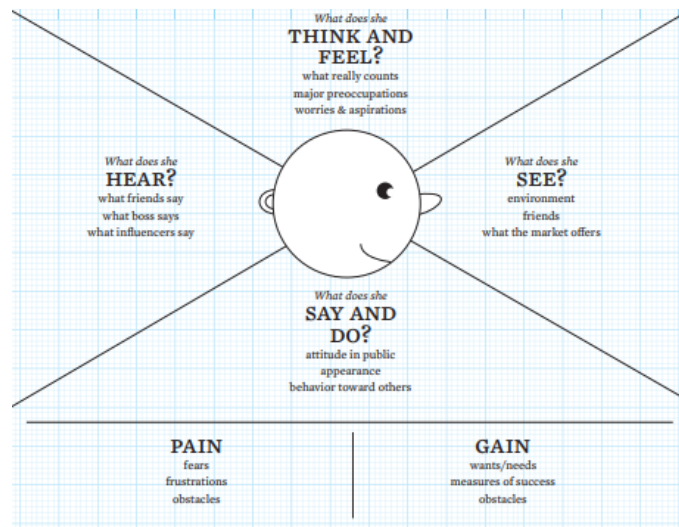 What does she
THINK AND
FEEL?
what really counts
major preoccupations
worries & aspirations
What does she
HEAR?
what friends say
what boss says
what influencers say
What does she
SEE?
environment
friends
what the market offers
What does she
SAY AND
DO?
attitude in public
appearance
behavior toward others
PAIN
fears
frustrations
obstacles
GAIN
wants/needs
measures of success
obstacles